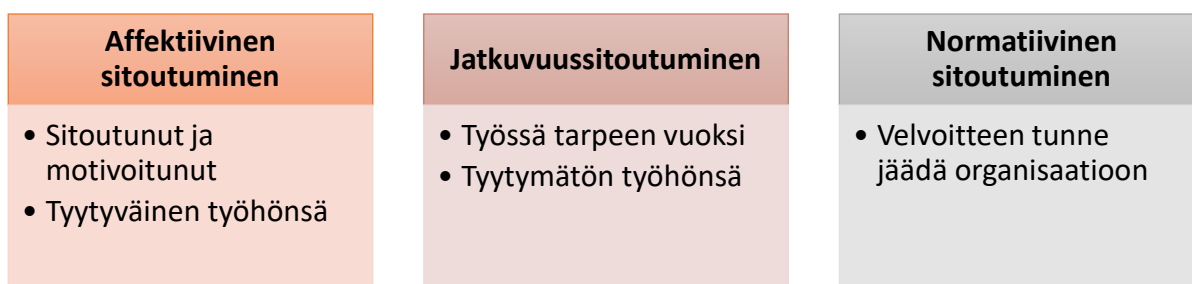 Affektiivinen
sitoutuminen
• Sitoutunut ja
motivoitunut
• Tyytyväinen työhönsä
Jatkuvuussitoutuminen
• Työssä tarpeen vuoksi
• Tyytymätön työhönsä
Normatiivinen
sitoutuminen
• Velvoitteen tunne
jäädä organisaatioon